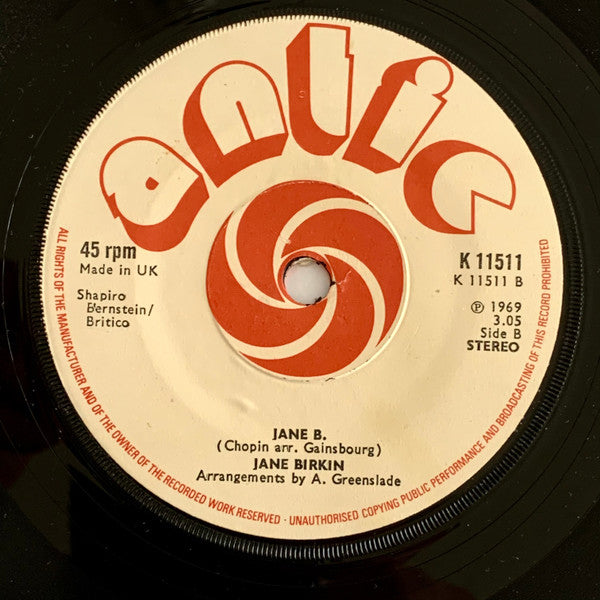 antic
45 rpm
Made in UK
Shapiro
Bernstein/
Britico
K 11511
K 11511 B
℗ 1969
3.05
Side B
STEREO
JANE B.
(Chopin arr. Gainsbourg)
JANE BIRKIN
Arrangements by A. Greenslade
ALL RIGHTS OF THE MANUFACTURER AND OF THE OWNER OF THE RECORDED WORK RESERVED · UNAUTHORISED COPYING PUBLIC PERFORMANCE AND BROADCASTING OF THIS RECORD PROHIBITED